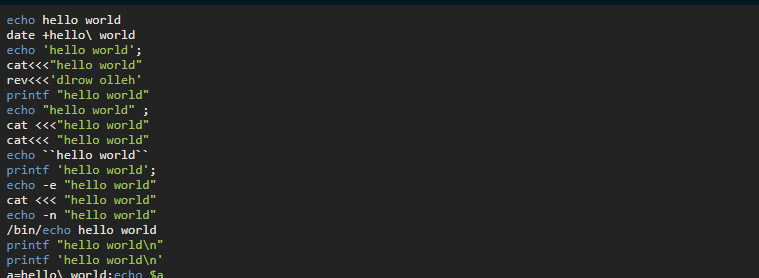 echo hello world
date +hello\ world
echo 'hello world';
cat<<<"hello world"
rev<<<'dlrow olleh'
printf "hello world"
echo "hello world" ;
cat <<<"hello world"
cat<<< "hello world"
echo ``hello world``
printf 'hello world';
echo -e "hello world"
cat <<< "hello world"
echo -n "hello world"
/bin/echo hello world
printf "hello world\n"
printf 'hello world\n'
a=hello\ world;echo $a